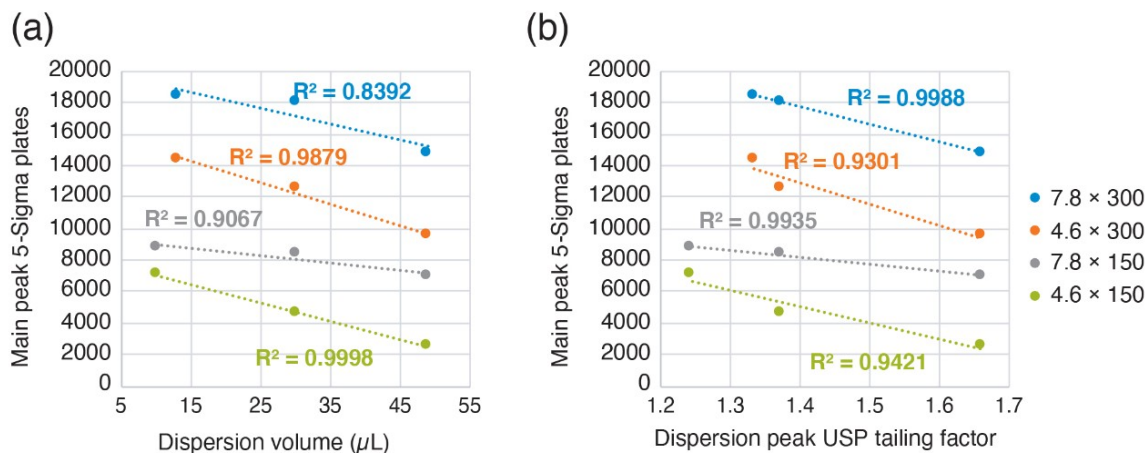 (a)
Main peak 5-Sigma plates
20000
18000
16000
14000
12000
10000
8000
6000
4000
2000
0
R² = 0.8392
R² = 0.9879
R² = 0.9067
R² = 0.9998
5 15 25 35 45 55
Dispersion volume (µL)
(b)
Main peak 5-Sigma plates
20000
18000
16000
14000
12000
10000
8000
6000
4000
2000
0
R² = 0.9988
R² = 0.9301
R² = 0.9935
R² = 0.9421
1.2 1.3 1.4 1.5 1.6 1.7
Dispersion peak USP tailing factor
7.8 × 300
4.6 × 300
7.8 × 150
4.6 × 150